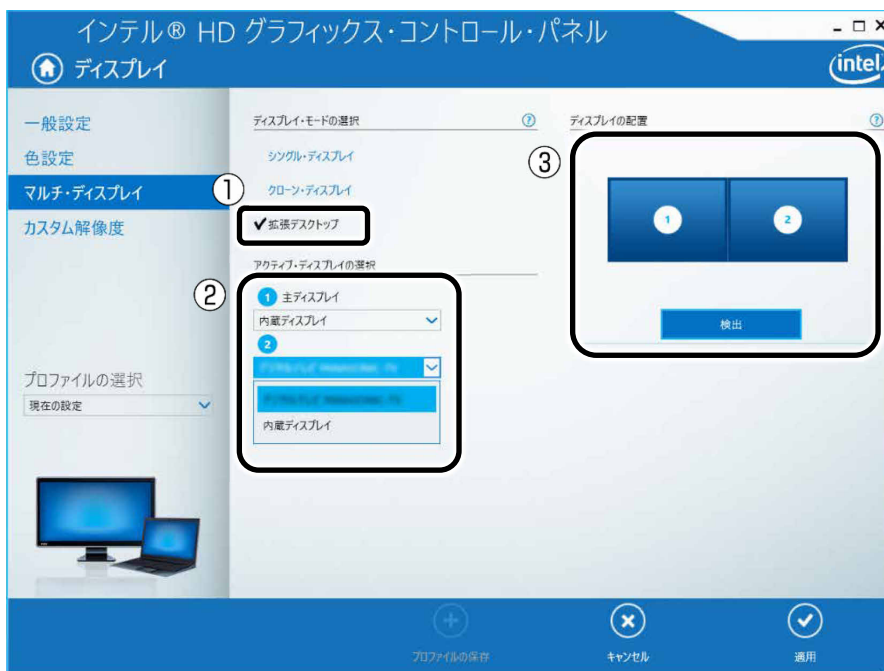 インテル® HD グラフィックス・コントロール・パネル
ディスプレイ
intel
一般設定
色設定
マルチ・ディスプレイ
カスタム解像度
プロファイルの選択
現在の設定
ディスプレイ・モードの選択
?
シングル・ディスプレイ
①
クローン・ディスプレイ
✔拡張デスクトップ
アクティブ・ディスプレイの選択
②
1 主ディスプレイ
内蔵ディスプレイ
2
内蔵ディスプレイ
ディスプレイの配置
?
③
1
2
検出
プロファイルの保存
キャンセル
適用